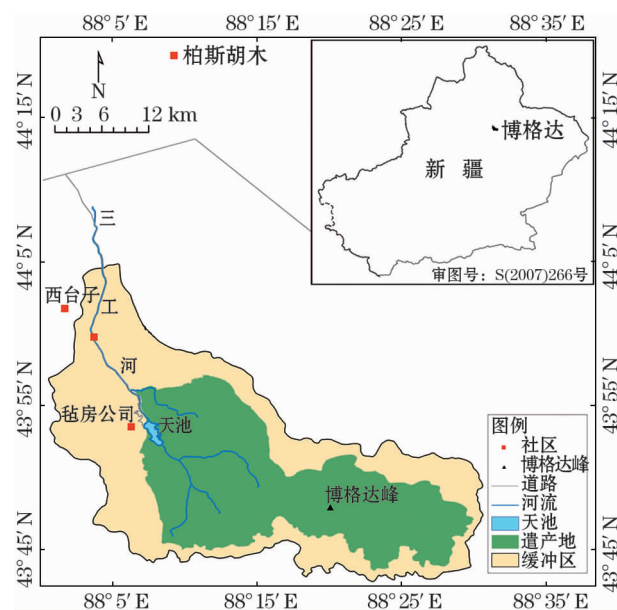 88°5′E 88°15′E 88°25′E 88°35′E
柏斯胡木
N
0 3 6 12 km
44°15′N
44°15′N
博格达
新 疆
审图号：S(2007)266号
44°5′N
44°5′N
三
工
河
西台子
43°55′N
43°55′N
毡房公司
天池
博格达峰
图例
社区
博格达峰
道路
河流
天池
遗产地
缓冲区
43°45′N
43°45′N
88°5′E 88°15′E 88°25′E 88°35′E